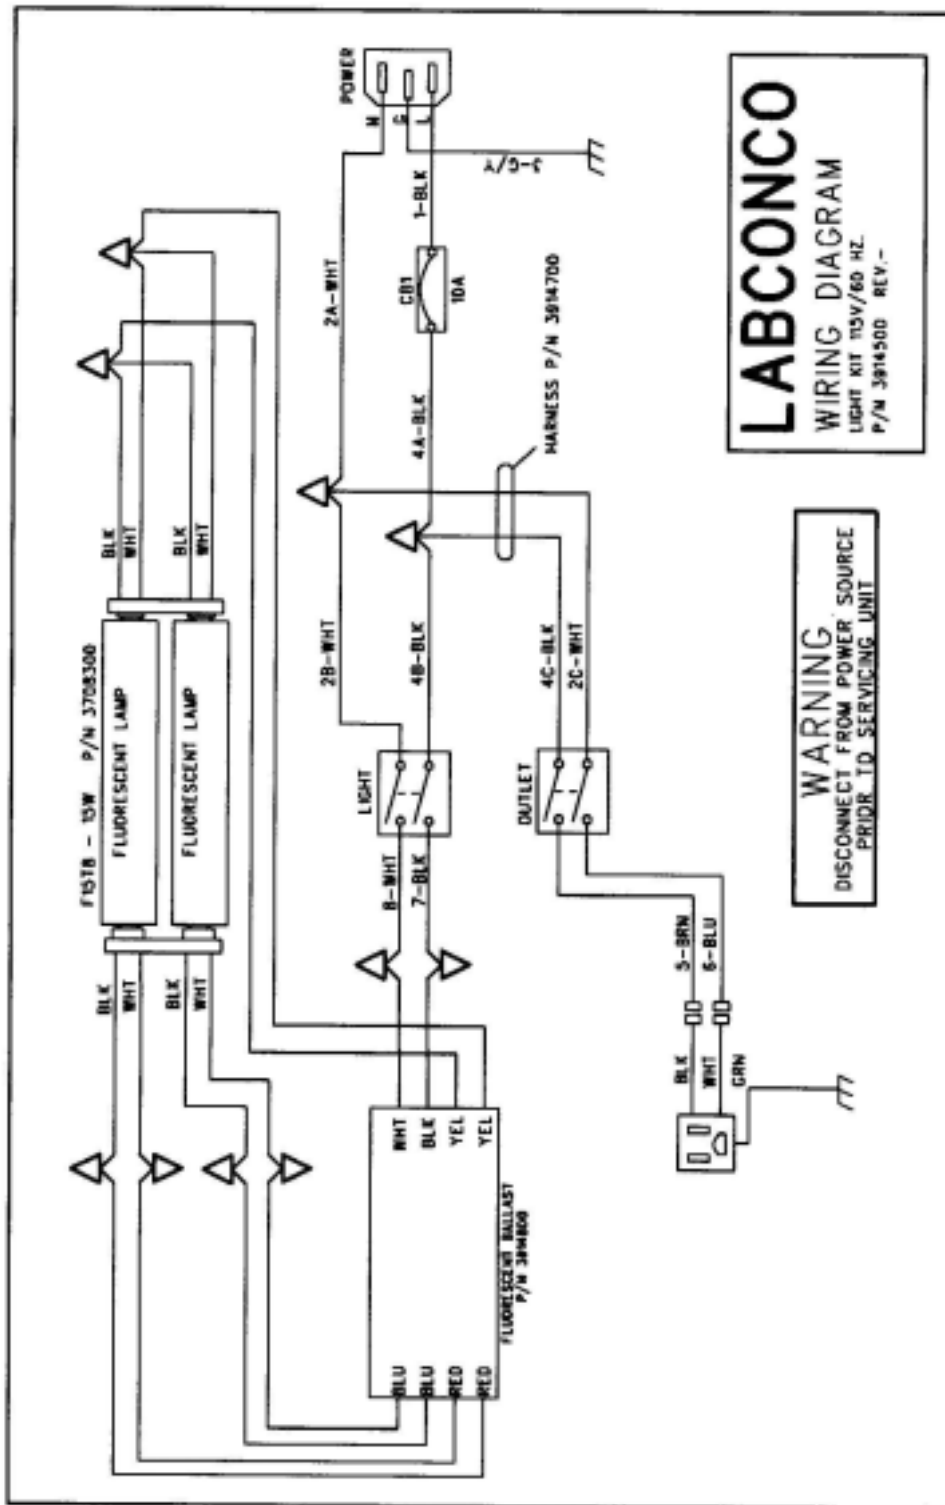 F15T8 - 15W P/N 3708300
FLUORESCENT LAMP
FLUORESCENT LAMP
BLK
WHT
BLK
WHT
BLK
WHT
BLK
WHT
POWER
N
G
L
3-G/Y
2A-WHT
1-BLK
CB1
10A
4A-BLK
HARNESS P/N 3914700
2B-WHT
4B-BLK
4C-BLK
2C-WHT
LIGHT
OUTLET
8-WHT
7-BLK
5-BRN
6-BLU
BLK
WHT
GRN
WHT
BLK
YEL
YEL
BLU
BLU
RED
RED
FLUORESCENT BALLAST
P/N 3914800
LABCONCO
WIRING DIAGRAM
LIGHT KIT 115V/60 HZ.
P/N 3914500 REV.-
WARNING
DISCONNECT FROM POWER SOURCE
PRIOR TO SERVICING UNIT